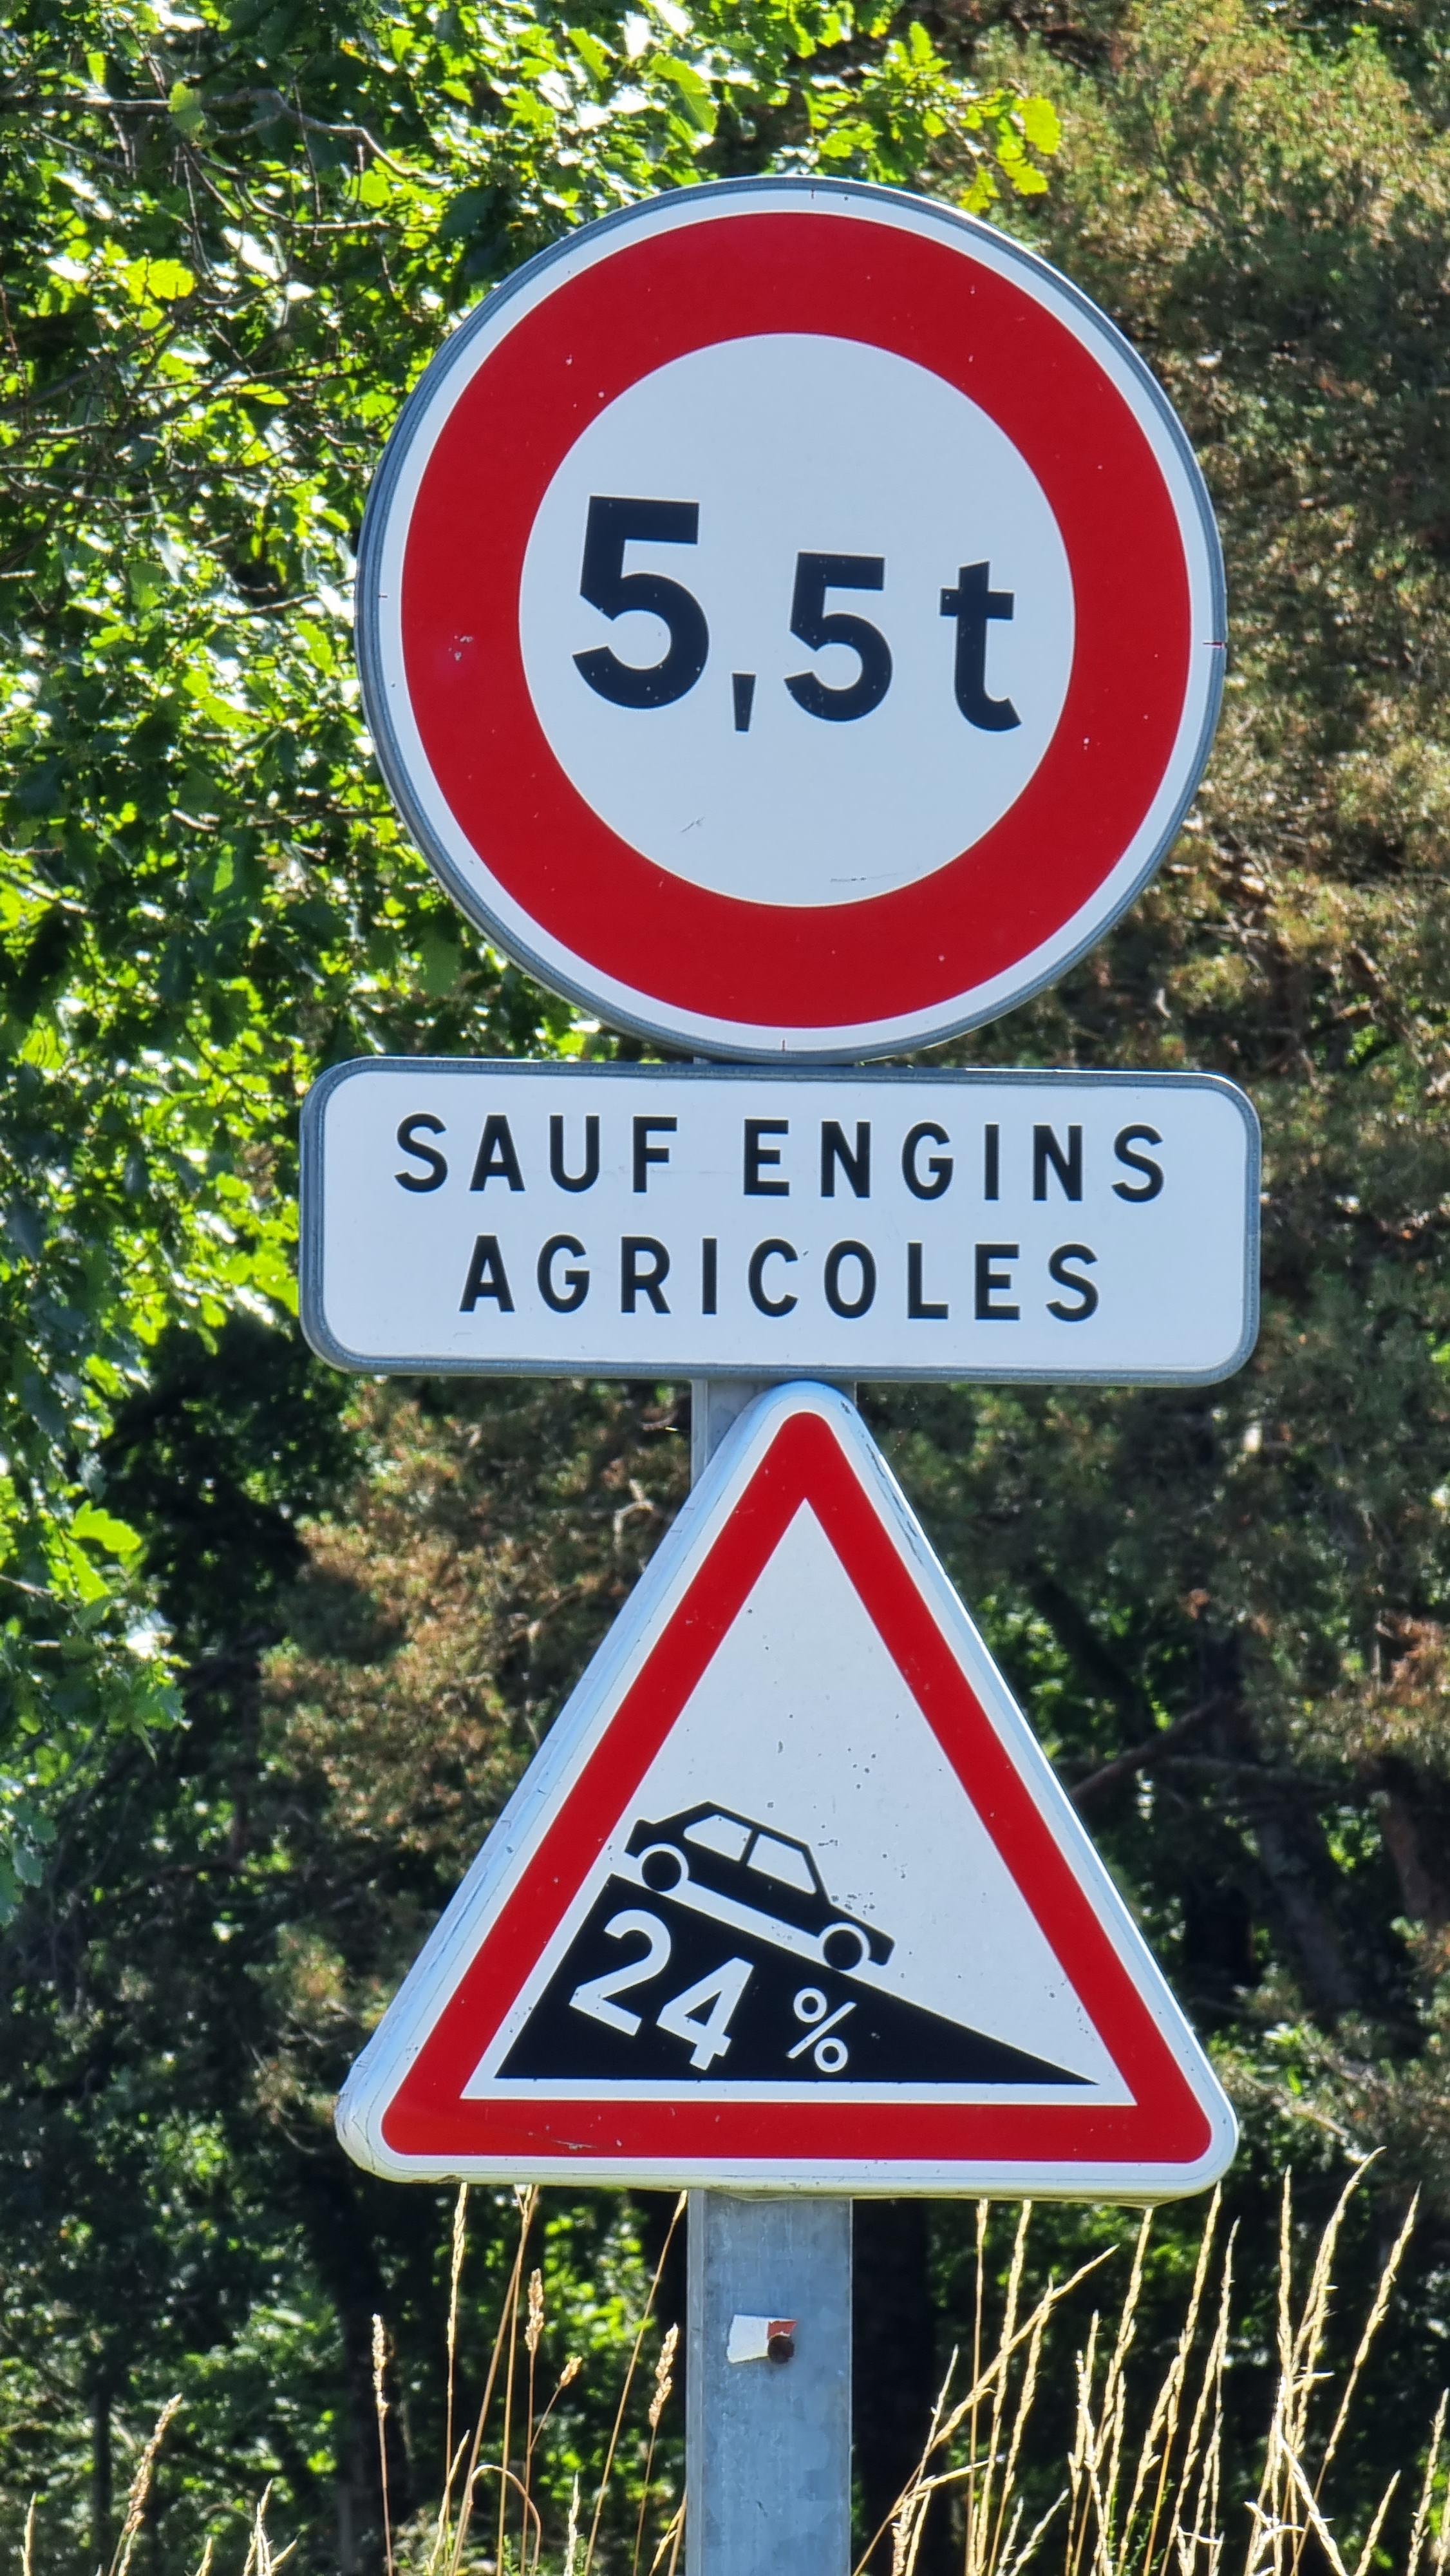 5,5t
SAUF ENGINS
AGRICOLES
24 %